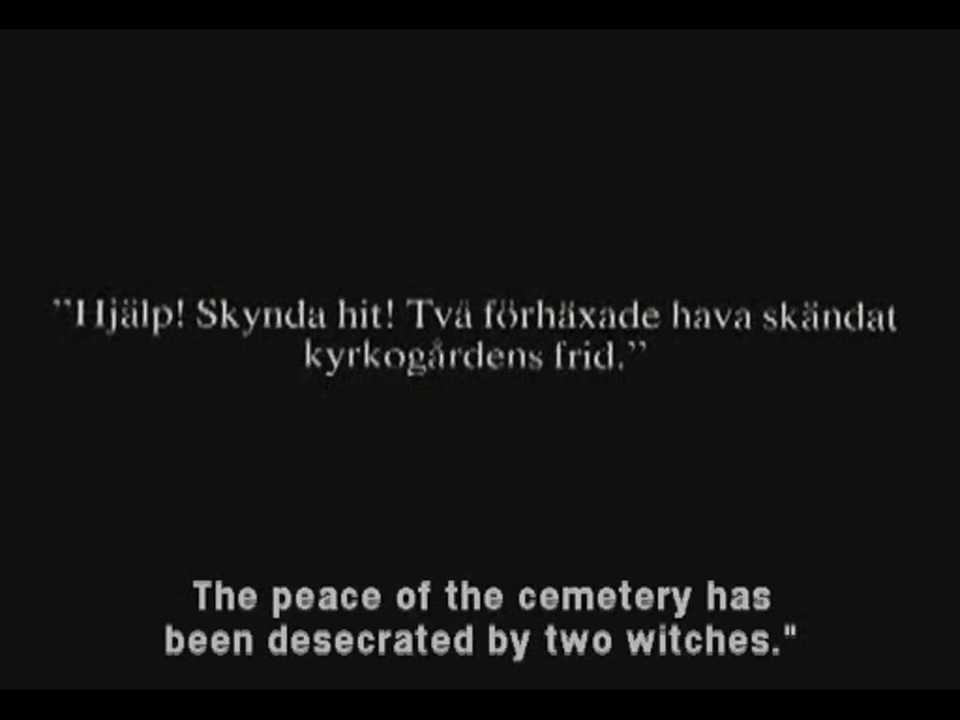 ”Hjälp! Skynda hit! Två förhäxade hava skändat
kyrkogårdens frid.”
The peace of the cemetery has
been desecrated by two witches."